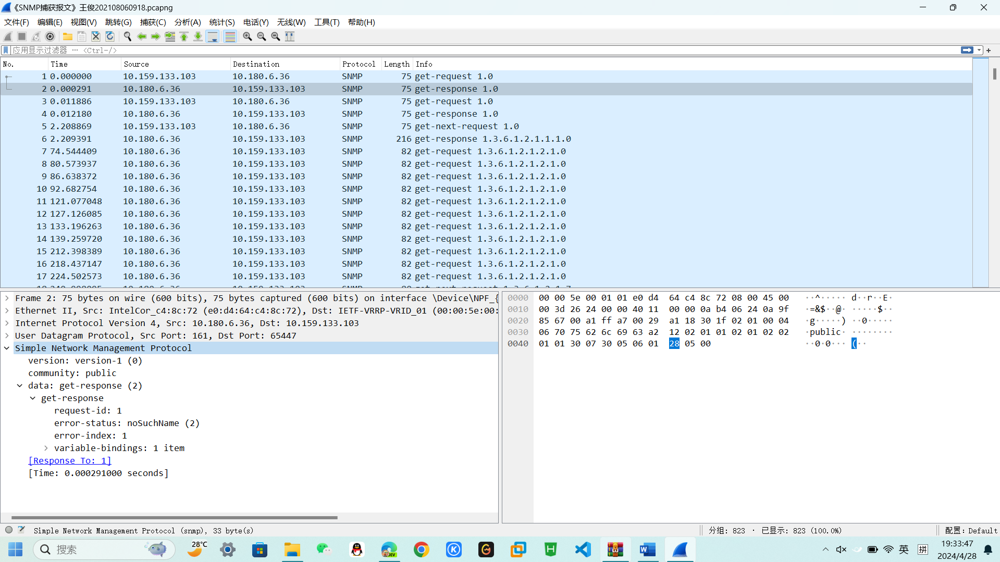 《SNMP捕获报文》王俊202108060918.pcapng
文件(F) 编辑(E) 视图(V) 跳转(G) 捕获(C) 分析(A) 统计(S) 电话(Y) 无线(W) 工具(T) 帮助(H)
应用显示过滤器 … <Ctrl-/>
No. Time Source Destination Protocol Length Info
1 0.000000 10.159.133.103 10.180.6.36 SNMP 75 get-request 1.0
2 0.000291 10.180.6.36 10.159.133.103 SNMP 75 get-response 1.0
3 0.011886 10.159.133.103 10.180.6.36 SNMP 75 get-request 1.0
4 0.012180 10.180.6.36 10.159.133.103 SNMP 75 get-response 1.0
5 2.208869 10.159.133.103 10.180.6.36 SNMP 75 get-next-request 1.0
6 2.209391 10.180.6.36 10.159.133.103 SNMP 216 get-response 1.3.6.1.2.1.1.1.0
7 74.544409 10.180.6.36 10.159.133.103 SNMP 82 get-request 1.3.6.1.2.1.2.1.0
8 80.573937 10.180.6.36 10.159.133.103 SNMP 82 get-request 1.3.6.1.2.1.2.1.0
9 86.638372 10.180.6.36 10.159.133.103 SNMP 82 get-request 1.3.6.1.2.1.2.1.0
10 92.682754 10.180.6.36 10.159.133.103 SNMP 82 get-request 1.3.6.1.2.1.2.1.0
11 121.077048 10.180.6.36 10.159.133.103 SNMP 82 get-request 1.3.6.1.2.1.2.1.0
12 127.126085 10.180.6.36 10.159.133.103 SNMP 82 get-request 1.3.6.1.2.1.2.1.0
13 133.196263 10.180.6.36 10.159.133.103 SNMP 82 get-request 1.3.6.1.2.1.2.1.0
14 139.259720 10.180.6.36 10.159.133.103 SNMP 82 get-request 1.3.6.1.2.1.2.1.0
15 212.398389 10.180.6.36 10.159.133.103 SNMP 82 get-request 1.3.6.1.2.1.2.1.0
16 218.437147 10.180.6.36 10.159.133.103 SNMP 82 get-request 1.3.6.1.2.1.2.1.0
17 224.502573 10.180.6.36 10.159.133.103 SNMP 82 get-request 1.3.6.1.2.1.2.1.0
Frame 2: 75 bytes on wire (600 bits), 75 bytes captured (600 bits) on interface \Device\NPF_{
Ethernet II, Src: IntelCor_c4:8c:72 (e0:d4:64:c4:8c:72), Dst: IETF-VRRP-VRID_01 (00:00:5e:00:
Internet Protocol Version 4, Src: 10.180.6.36, Dst: 10.159.133.103
User Datagram Protocol, Src Port: 161, Dst Port: 65447
Simple Network Management Protocol
version: version-1 (0)
community: public
data: get-response (2)
get-response
request-id: 1
error-status: noSuchName (2)
error-index: 1
variable-bindings: 1 item
[Response To: 1]
[Time: 0.000291000 seconds]
0000 00 00 5e 00 01 01 e0 d4 64 c4 8c 72 08 00 45 00 ··^····· d··r··E·
0010 00 3d 26 24 00 00 40 11 00 00 0a b4 06 24 0a 9f ·=&$··@· ·····$··
0020 85 67 00 a1 ff a7 00 29 a1 18 30 1f 02 01 00 04 ·g·····) ··0·····
0030 06 70 75 62 6c 69 63 a2 12 02 01 01 02 01 02 02 ·public· ········
0040 01 01 30 07 30 05 06 01 28 05 00 ··0·0··· (··
Simple Network Management Protocol (snmp), 33 byte(s)
分组: 823 · 已显示: 823 (100.0%)
配置: Default
搜索
28°C
DEV
英
拼
19:33:47
2024/4/28